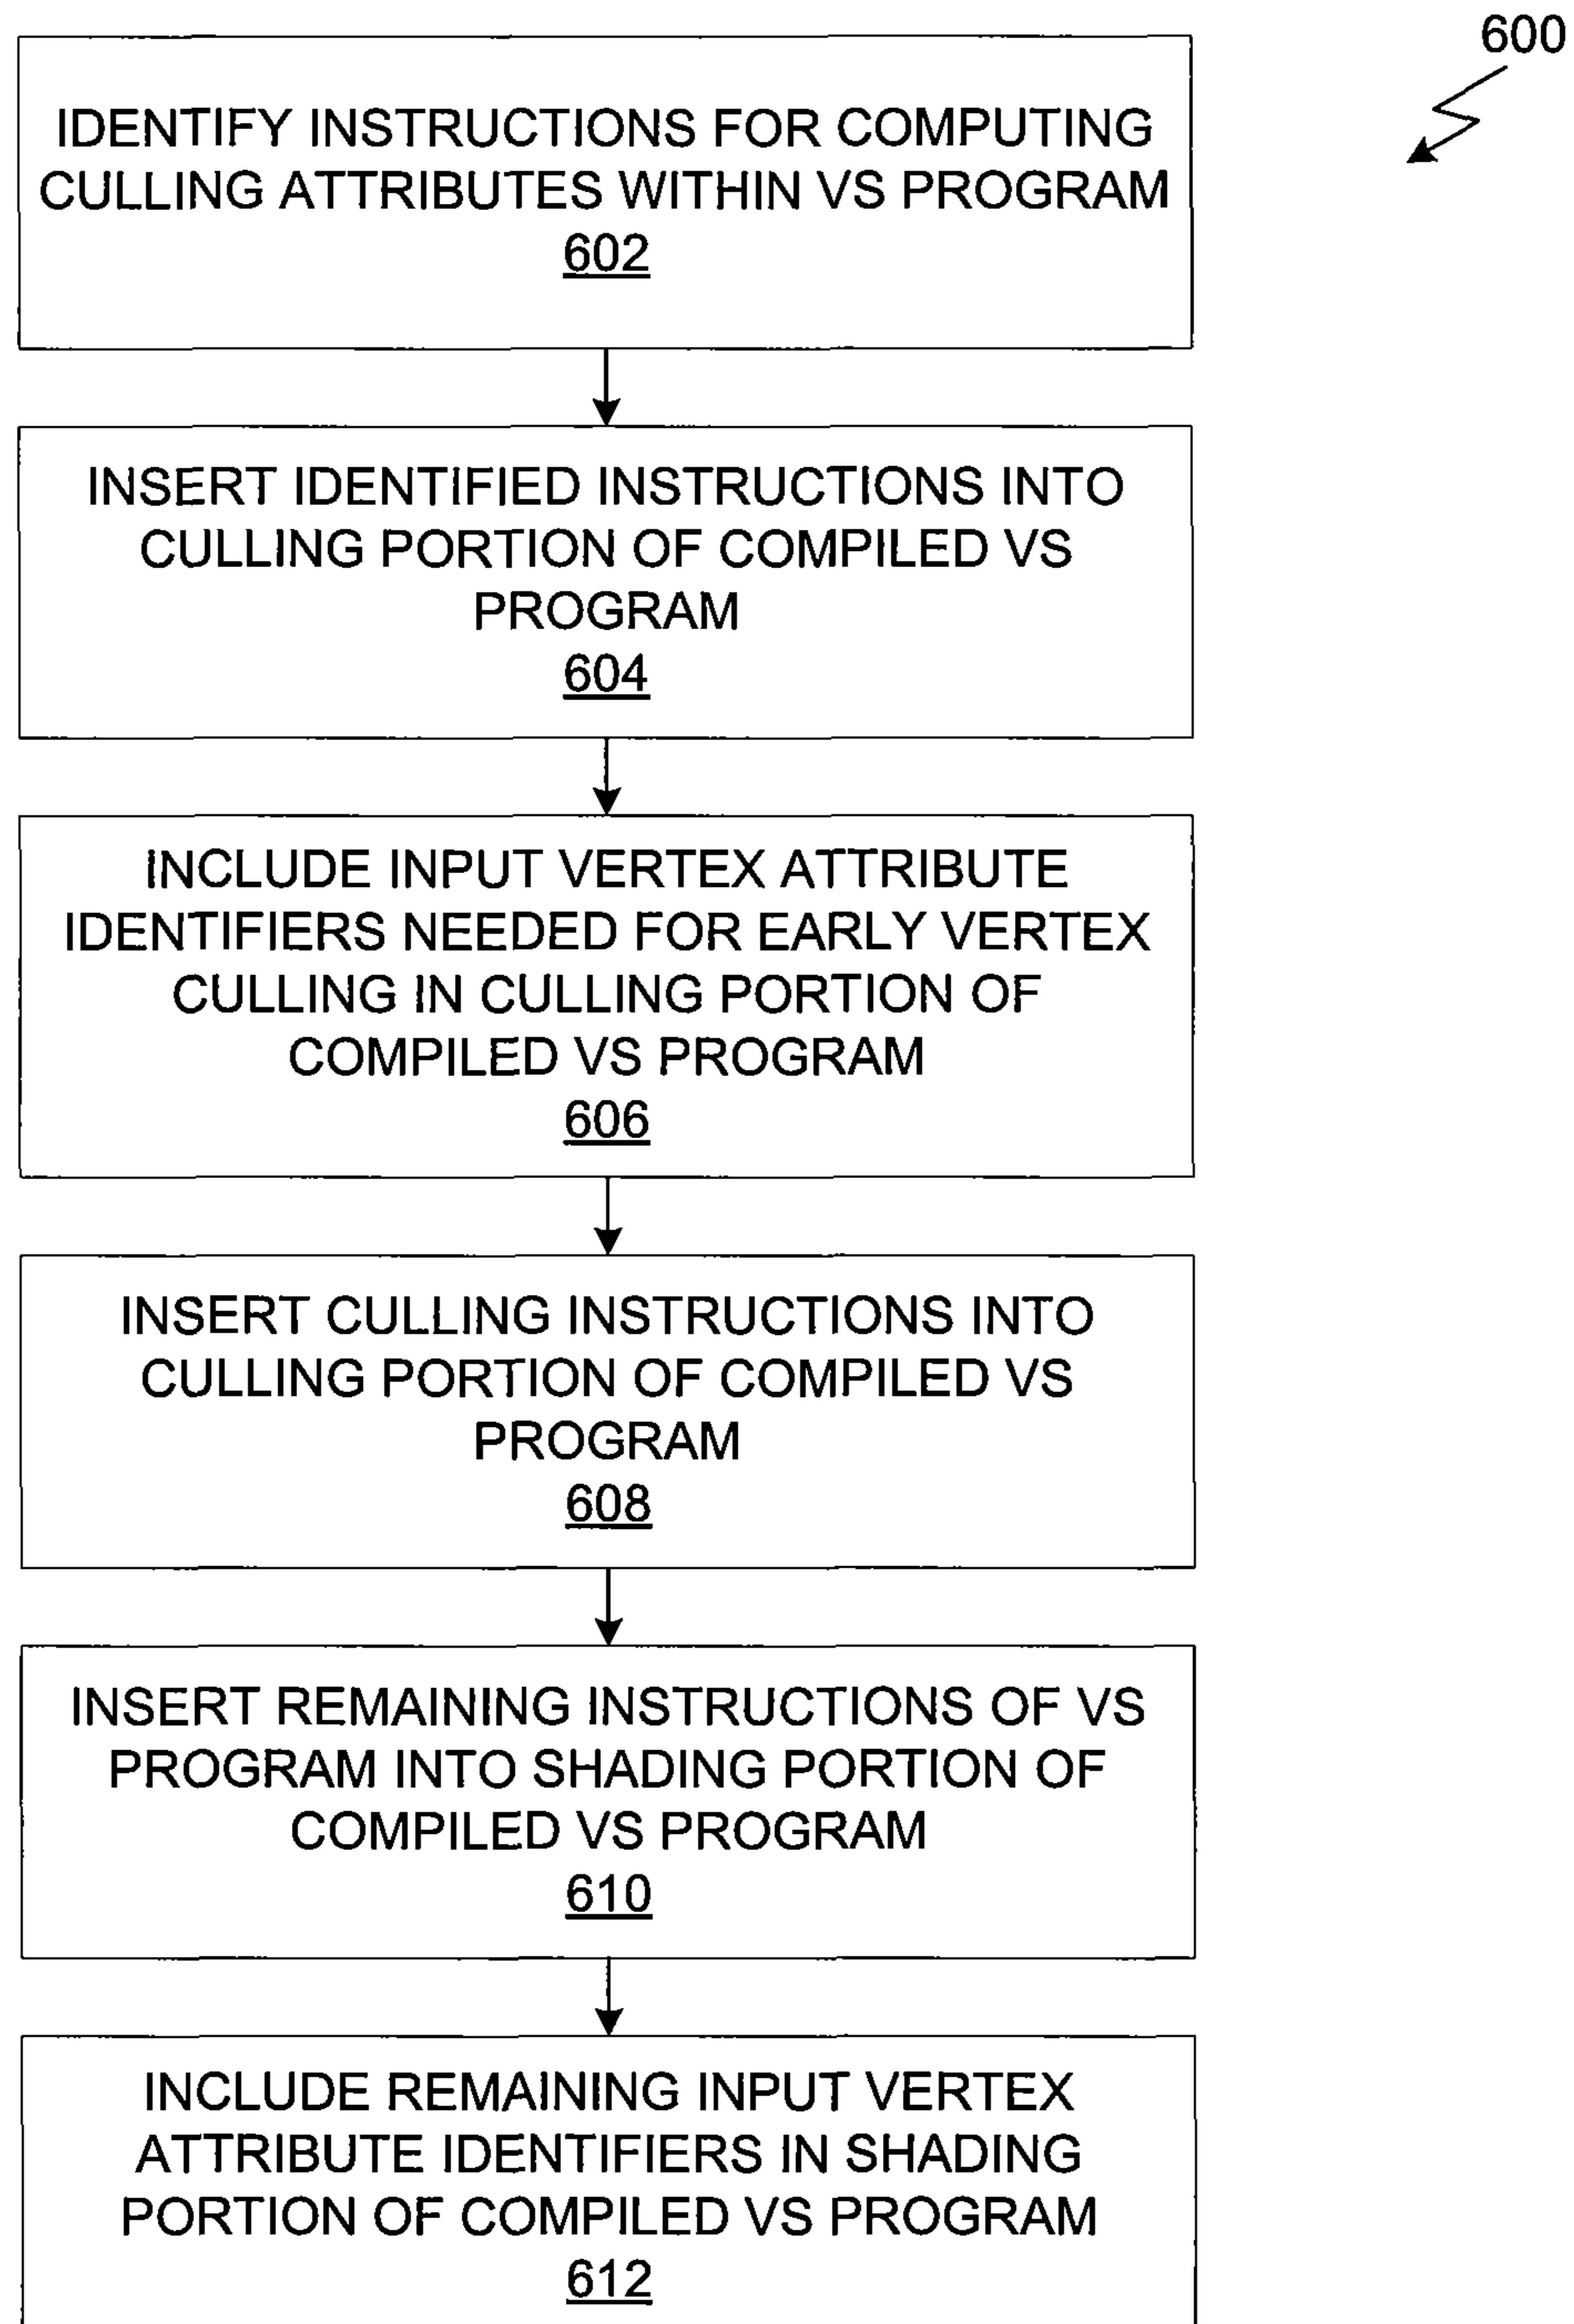 600
IDENTIFY INSTRUCTIONS FOR COMPUTING
CULLING ATTRIBUTES WITHIN VS PROGRAM
602
INSERT IDENTIFIED INSTRUCTIONS INTO
CULLING PORTION OF COMPILED VS
PROGRAM
604
INCLUDE INPUT VERTEX ATTRIBUTE
IDENTIFIERS NEEDED FOR EARLY VERTEX
CULLING IN CULLING PORTION OF
COMPILED VS PROGRAM
606
INSERT CULLING INSTRUCTIONS INTO
CULLING PORTION OF COMPILED VS
PROGRAM
608
INSERT REMAINING INSTRUCTIONS OF VS
PROGRAM INTO SHADING PORTION OF
COMPILED VS PROGRAM
610
INCLUDE REMAINING INPUT VERTEX
ATTRIBUTE IDENTIFIERS IN SHADING
PORTION OF COMPILED VS PROGRAM
612